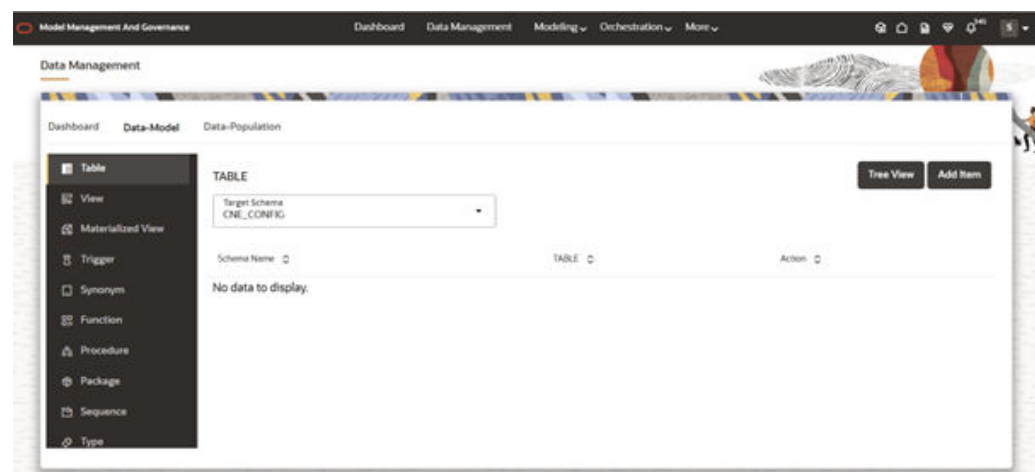 Model Management And Governance Dashboard Data Management Modeling Orchestration More 340 S
Data Management
Dashboard Data-Model Data-Population
Table
TABLE
Tree View Add Item
View
Target Schema
CNE_CONFIG
Materialized View
Trigger
Schema Name TABLE Action
Synonym
No data to display.
Function
Procedure
Package
Sequence
Type